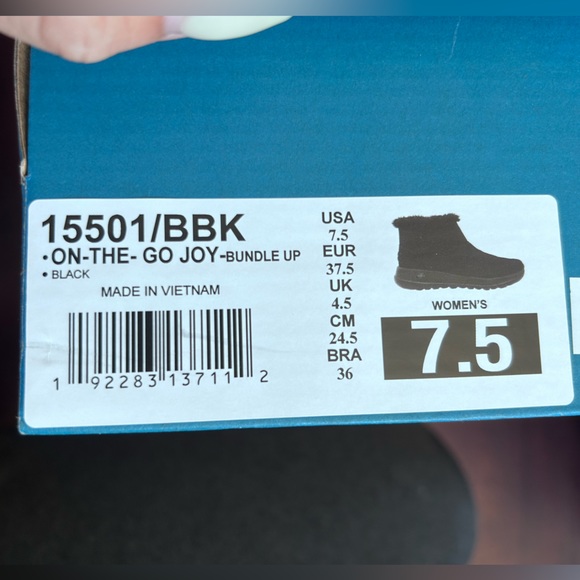 15501/BBK
•ON-THE- GO JOY-BUNDLE UP
• BLACK
MADE IN VIETNAM
1 92283 13711 2
USA
7.5
EUR
37.5
UK
4.5
CM
24.5
BRA
36
WOMEN'S
7.5